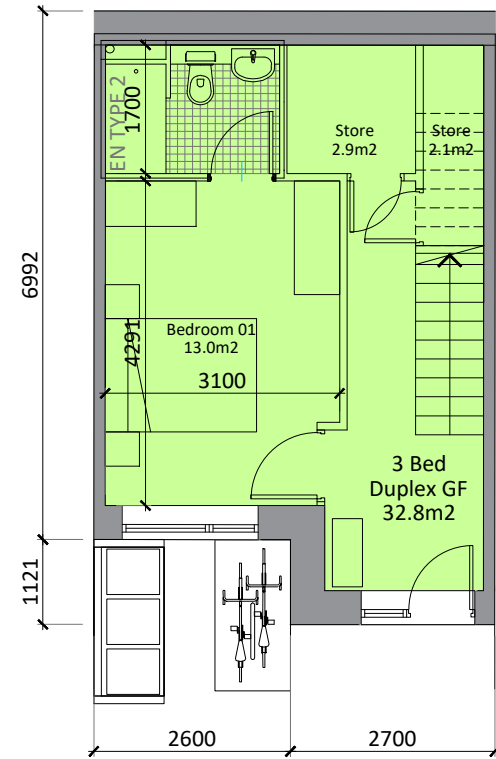 EN TYPE 2
1700
Store
2.9m2
Store
2.1m2
6992
4291
Bedroom 01
13.0m2
3100
3 Bed
Duplex GF
32.8m2
1121
2600
2700